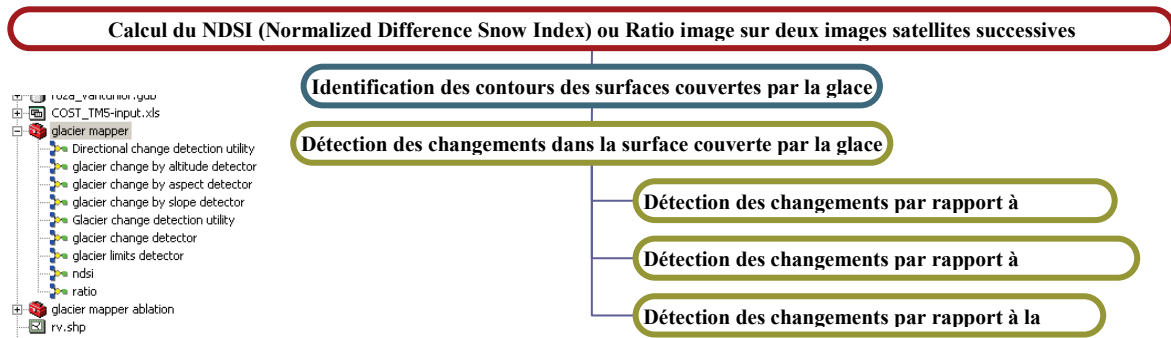 Calcul du NDSI (Normalized Difference Snow Index) ou Ratio image sur deux images satellites successives
Identification des contours des surfaces couvertes par la glace
Détection des changements dans la surface couverte par la glace
Détection des changements par rapport à
Détection des changements par rapport à
Détection des changements par rapport à la
COST_TM5-input.xls
glacier mapper
Directional change detection utility
glacier change by altitude detector
glacier change by aspect detector
glacier change by slope detector
Glacier change detection utility
glacier change detector
glacier limits detector
ndsi
ratio
glacier mapper ablation
rv.shp